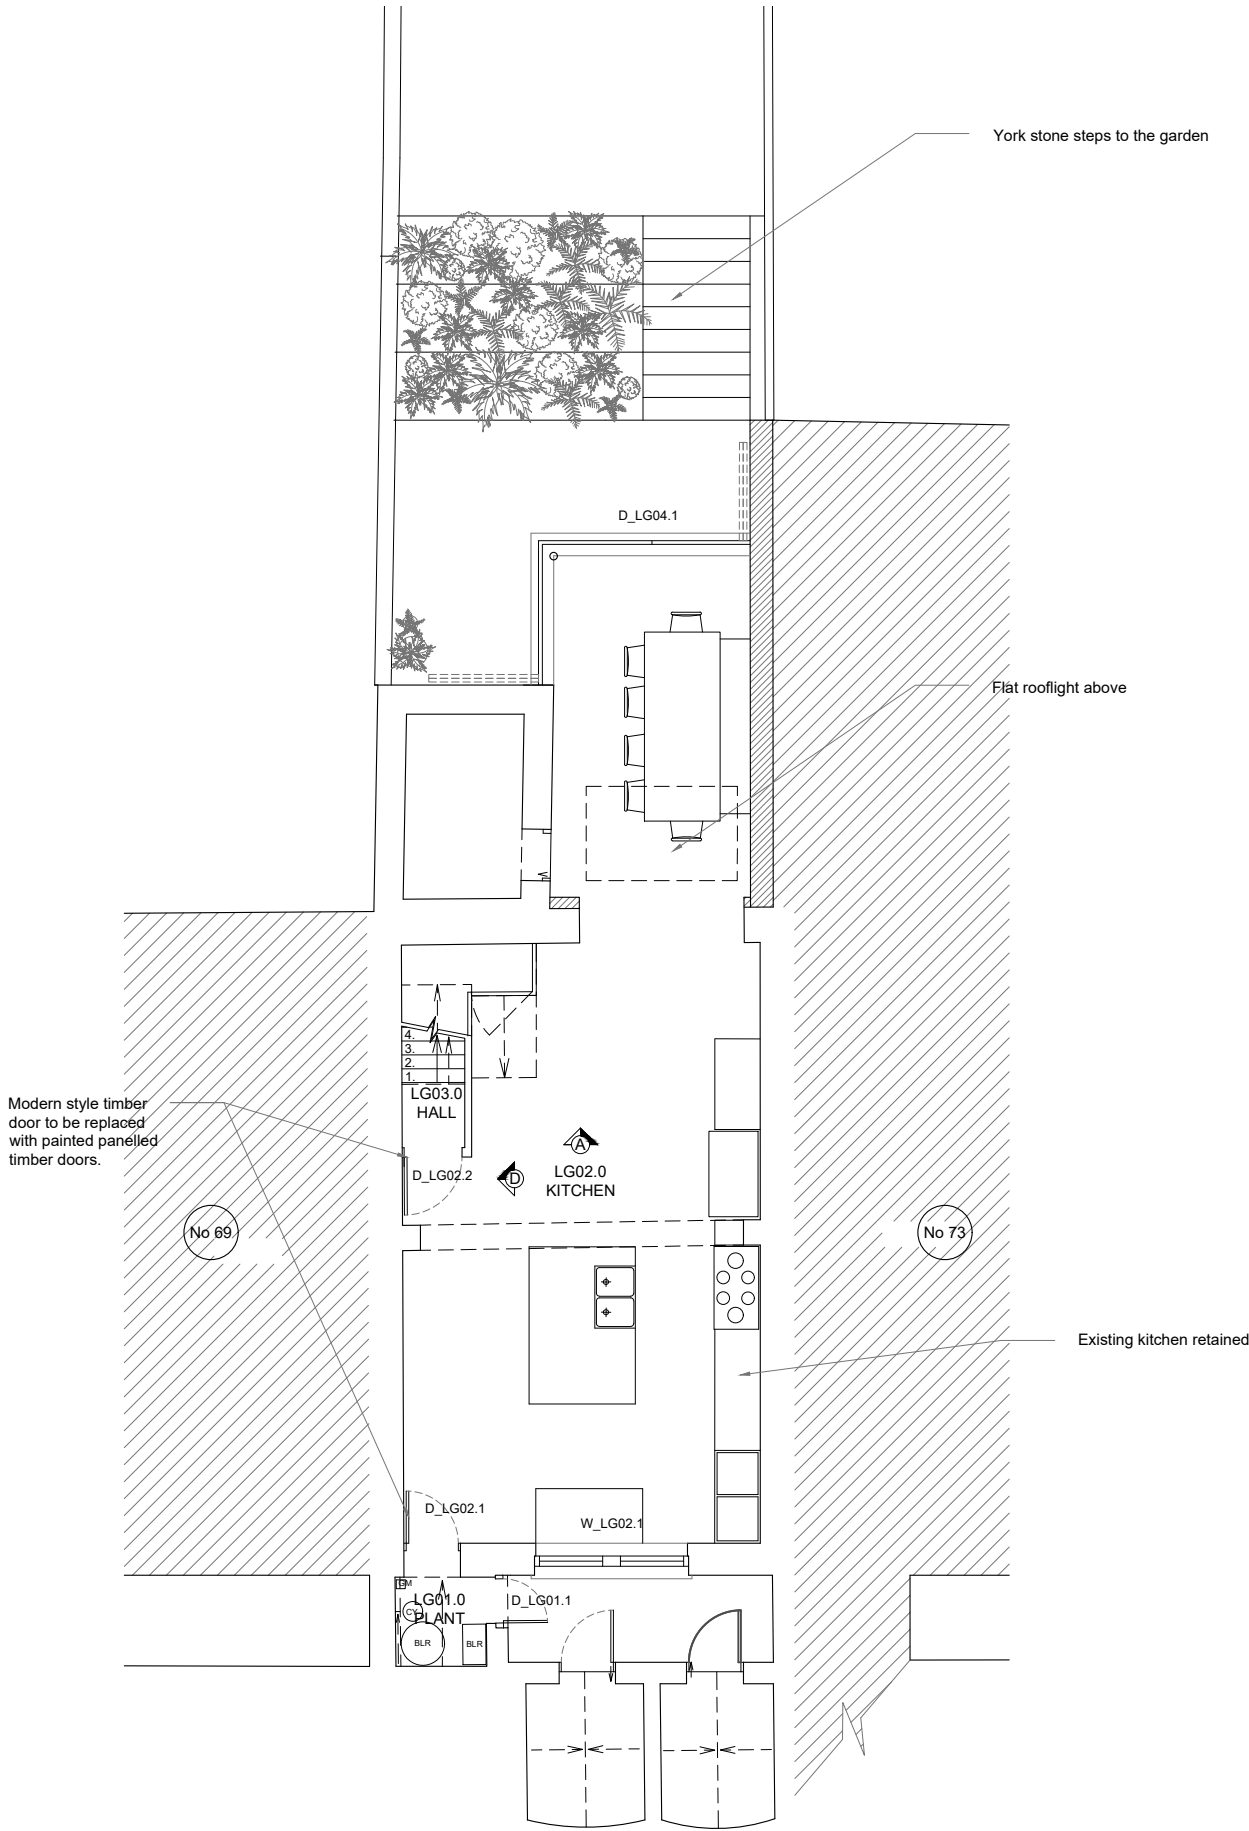 York stone steps to the garden
D_LG04.1
Flat rooflight above
4.
3.
2.
1.
LG03.0
HALL
Modern style timber
door to be replaced
with painted panelled
timber doors.
D_LG02.2
A
D
LG02.0
KITCHEN
No 69
No 73
Existing kitchen retained
D_LG02.1
W_LG02.1
GM
LG01.0
PLANT
CY
D_LG01.1
BLR
BLR